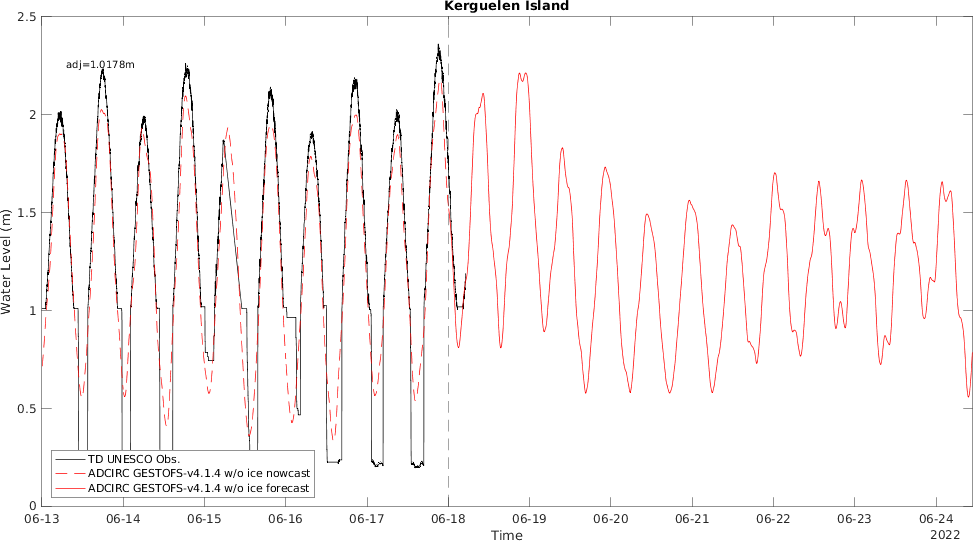 Kerguelen Island
adj=1.0178m
Water Level (m)
2.5
2
1.5
1
0.5
0
TD UNESCO Obs.
ADCIRC GESTOFS-v4.1.4 w/o ice nowcast
ADCIRC GESTOFS-v4.1.4 w/o ice forecast
06-13 06-14 06-15 06-16 06-17 06-18 06-19 06-20 06-21 06-22 06-23 06-24
2022
Time